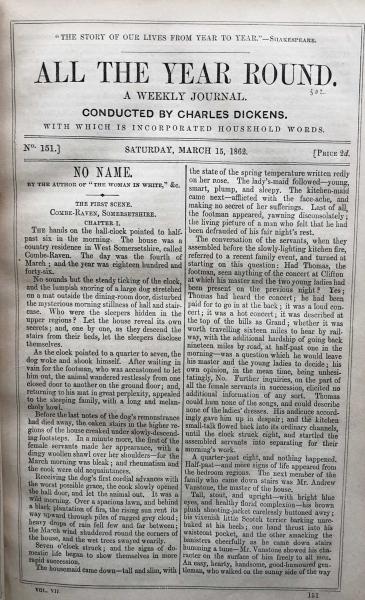 "THE STORY OF OUR LIVES FROM YEAR TO YEAR."—SHAKESPEARE.
ALL THE YEAR ROUND.
A WEEKLY JOURNAL.
CONDUCTED BY CHARLES DICKENS.
WITH WHICH IS INCORPORATED HOUSEHOLD WORDS.
No. 151.]
SATURDAY, MARCH 15, 1862.
[PRICE 2d.
NO NAME.
BY THE AUTHOR OF "THE WOMAN IN WHITE," &c.
THE FIRST SCENE.
COMBE-RAVEN, SOMERSETSHIRE.
CHAPTER I.
THE hands on the hall-clock pointed to half-
past six in the morning. The house was a
country residence in West Somersetshire, called
Combe-Raven. The day was the fourth of
March; and the year was eighteen hundred and
forty-six.
No sounds but the steady ticking of the clock,
and the lumpish snoring of a large dog stretched
on a mat outside the dining-room door, disturbed
the mysterious morning stillness of hall and stair-
case. Who were the sleepers hidden in the
upper regions? Let the house reveal its own
secrets; and, one by one, as they descend the
stairs from their beds, let the sleepers disclose
themselves.
As the clock pointed to a quarter to seven, the
dog woke and shook himself. After waiting in
vain for the footman, who was accustomed to let
him out, the animal wandered restlessly from one
closed door to another on the ground floor; and,
returning to his mat in great perplexity, appealed
to the sleeping family, with a long and melan-
choly howl.
Before the last notes of the dog's remonstrance
had died away, the oaken stairs in the higher re-
gions of the house creaked under slowly-descend-
ing footsteps. In a minute more, the first of the
female servants made her appearance, with a
dingy woollen shawl over her shoulders—for the
March morning was bleak; and rheumatism and
the cook were old acquaintances.
Receiving the dog's first cordial advances with
the worst possible grace, the cook slowly opened
the hall door, and let the animal out. It was a
wild morning. Over a spacious lawn, and behind
a black plantation of firs, the rising sun rent its
way upward through piles of ragged grey cloud;
heavy drops of rain fell few and far between;
the March wind shuddered round the corners of
the house, and the wet trees swayed wearily.
Seven o'clock struck; and the signs of do-
mestic life began to show themselves in more
rapid succession.
The housemaid came down—tall and slim, with
the state of the spring temperature written redly
on her nose. The lady's-maid followed—young,
smart, plump, and sleepy. The kitchen-maid
came next—afflicted with the face-ache, and
making no secret of her sufferings. Last of all,
the footman appeared, yawning disconsolately;
the living picture of a man who felt that he had
been defrauded of his fair night's rest.
The conversation of the servants, when they
assembled before the slowly-lighting kitchen fire,
referred to a recent family event, and turned at
starting on this question: Had Thomas, the
footman, seen anything of the concert at Clifton
at which his master and the two young ladies had
been present on the previous night? Yes;
Thomas had heard the concert; he had been
paid for to go in at the back; it was a loud con-
cert; it was a hot concert; it was described at
the top of the bills as Grand; whether it was
worth travelling sixteen miles to hear by rail-
way, with the additional hardship of going back
nineteen miles by road, at half-past one in the
morning—was a question which he would leave
his master and the young ladies to decide; his
own opinion, in the mean time, being unhesi-
tatingly, No. Further inquiries, on the part of
all the female servants in succession, elicited no
additional information of any sort. Thomas
could hum none of the songs, and could describe
none of the ladies' dresses. His audience accord-
ingly gave him up in despair; and the kitchen
small-talk flowed back into its ordinary channels,
until the clock struck eight, and startled the
assembled servants into separating for their
morning's work.
A quarter-past eight, and nothing happened.
Half-past—and more signs of life appeared from
the bedroom regions. The next member of the
family who came down stairs was Mr. Andrew
Vanstone, the master of the house.
Tall, stout, and upright—with bright blue
eyes, and healthy florid complexion—his brown
plush shooting-jacket carelessly buttoned awry;
his vixenish little Scotch terrier barking unre-
buked at his heels; one hand thrust into his
waistcoat pocket, and the other smacking the
banisters cheerfully as he came down stairs
humming a tune—Mr. Vanstone showed his cha-
racter on the surface of him freely to all men.
An easy, hearty, handsome, good-humoured gen-
tleman, who walked on the sunny side of the way
VOL. VII.
151